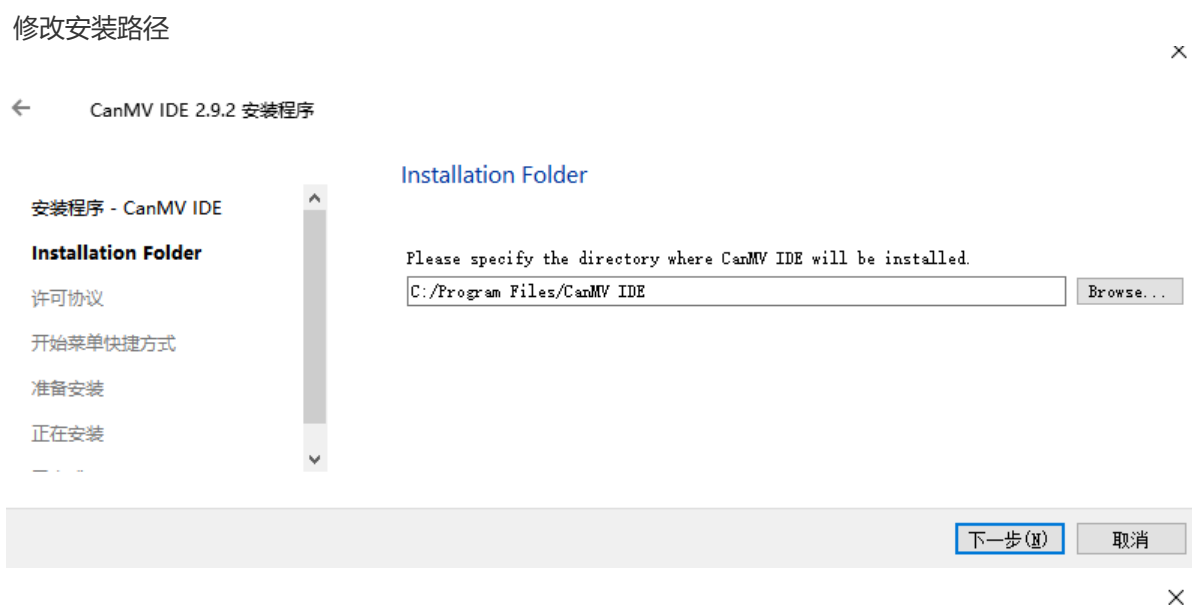 修改安装路径
CanMV IDE 2.9.2 安装程序
Installation Folder
安装程序 - CanMV IDE
Installation Folder
Please specify the directory where CanMV IDE will be installed.
C:/Program Files/CanMV IDE
Browse...
许可协议
开始菜单快捷方式
准备安装
正在安装
下一步(N)
取消